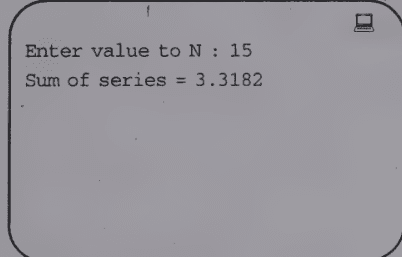 Enter value to N : 15
Sum of series = 3.3182